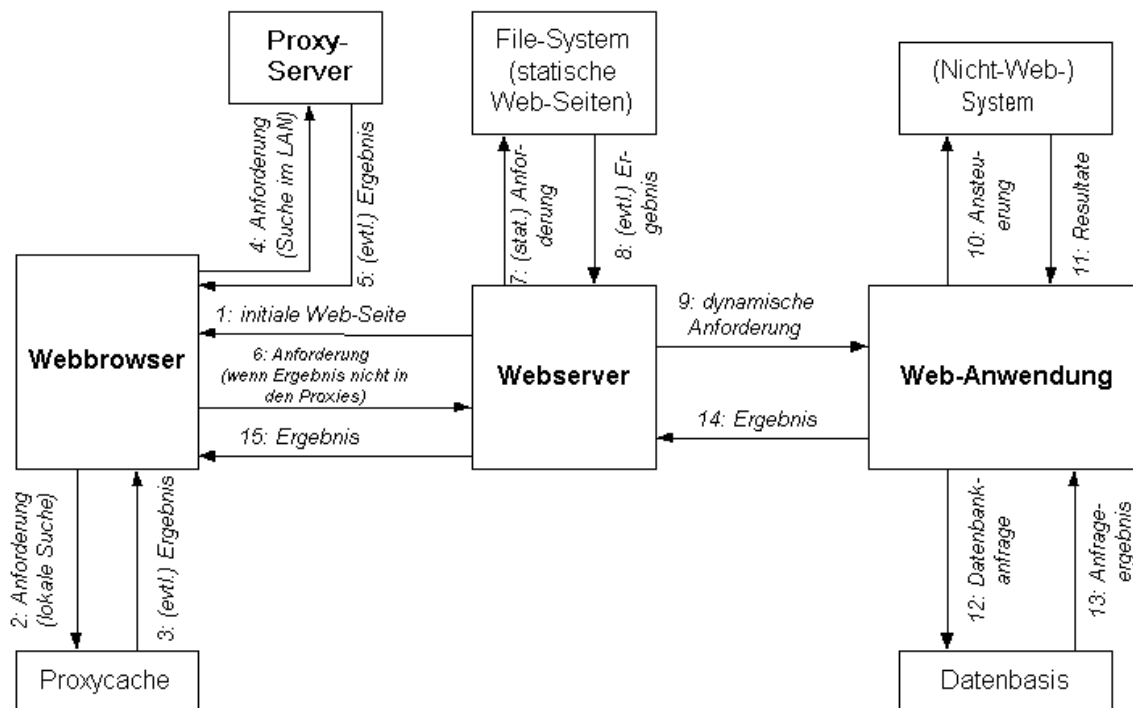 Proxy-
Server
File-System
(statische
Web-Seiten)
(Nicht-Web-)
System
4: Anforderung
(Suche im LAN)
5: (evtl.) Ergebnis
7: (stat.) Anfor-
derung
8: (evtl.) Er-
gebnis
10: Ansteu-
erung
11: Resultate
1: initiale Web-Seite
9: dynamische
Anforderung
Webbrowser
6: Anforderung
(wenn Ergebnis nicht in
den Proxies)
Webserver
Web-Anwendung
15: Ergebnis
14: Ergebnis
2: Anforderung
(lokale Suche)
3: (evtl.) Ergebnis
12: Datenbank-
anfrage
13: Anfrage-
ergebnis
Proxycache
Datenbasis